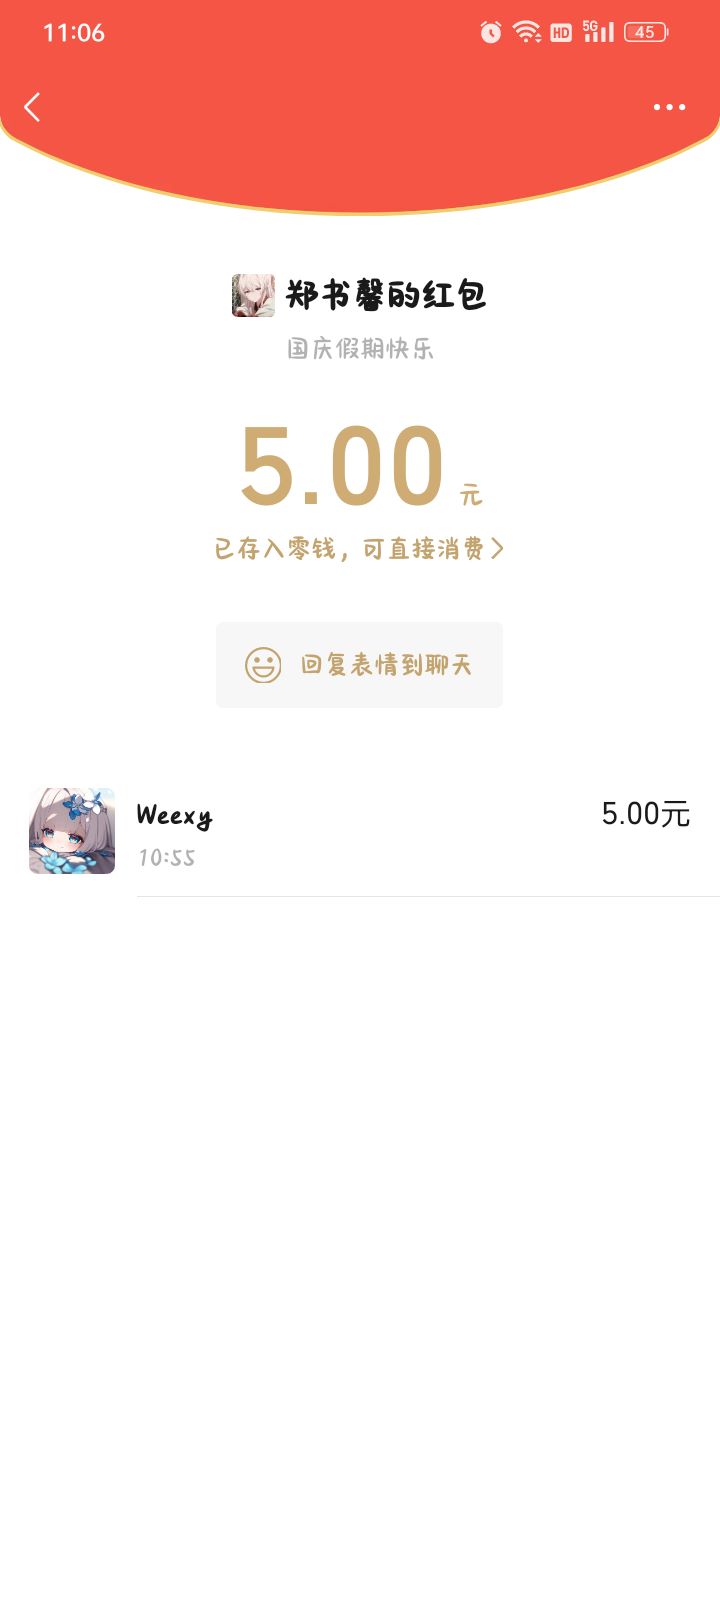 11:06
HD 5G 45
郑书馨的红包
国庆假期快乐
5.00 元
已存入零钱，可直接消费
回复表情到聊天
Weexy 5.00元
10:55